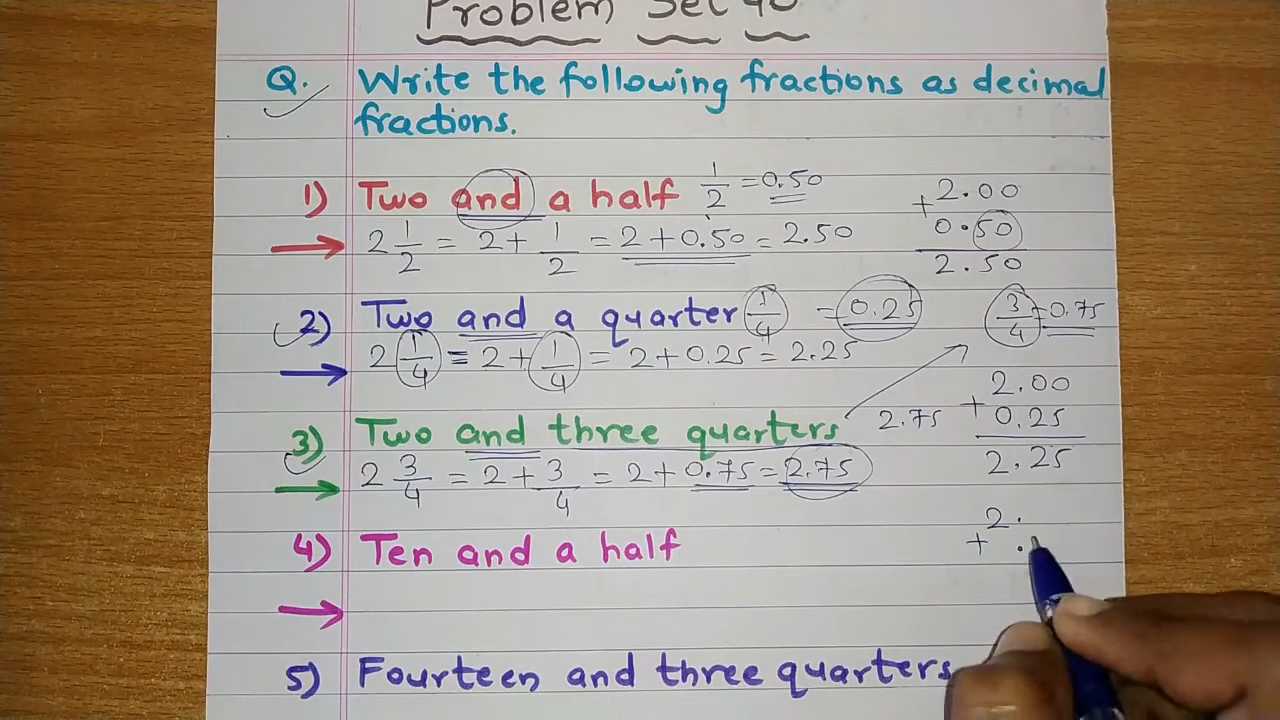 Problem Set 40
Q. Write the following fractions as decimal
fractions.
1) Two and a half 1/2 = 0.50
2 1/2 = 2 + 1/2 = 2 + 0.50 = 2.50
2.00
+ 0.50
2.50
2) Two and a quarter 1/4 = 0.25
3/4 = 0.75
2 1/4 = 2 + 1/4 = 2 + 0.25 = 2.25
2.00
+ 0.25
2.25
3) Two and three quarters 2.75
2 3/4 = 2 + 3/4 = 2 + 0.75 = 2.75
2.
+ .
4) Ten and a half
5) Fourteen and three quarters